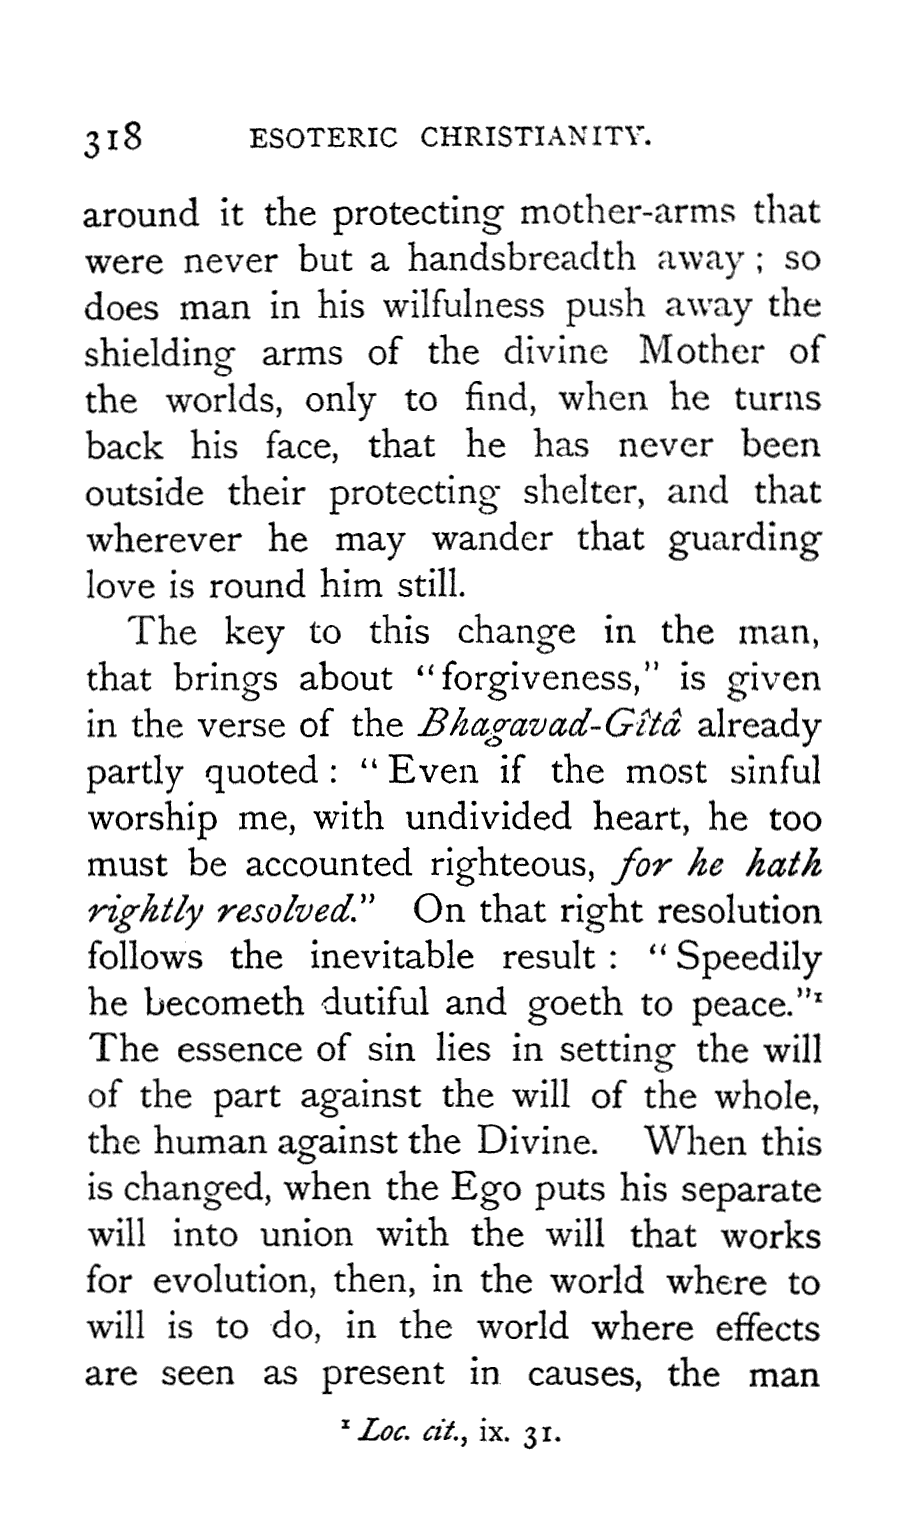 318 ESOTERIC CHRISTIANITY.
around it the protecting mother-arms that
were never but a handsbreadth away ; so
does man in his wilfulness push away the
shielding arms of the divine Mother of
the worlds, only to find, when he turns
back his face, that he has never been
outside their protecting shelter, and that
wherever he may wander that guarding
love is round him still.
The key to this change in the man,
that brings about “forgiveness,” is given
in the verse of the Bhagavad-Gîtâ already
partly quoted : “ Even if the most sinful
worship me, with undivided heart, he too
must be accounted righteous, for he hath
rightly resolved.” On that right resolution
follows the inevitable result : “ Speedily
he becometh dutiful and goeth to peace.”¹
The essence of sin lies in setting the will
of the part against the will of the whole,
the human against the Divine. When this
is changed, when the Ego puts his separate
will into union with the will that works
for evolution, then, in the world where to
will is to do, in the world where effects
are seen as present in causes, the man
¹ Loc. cit., ix. 31.